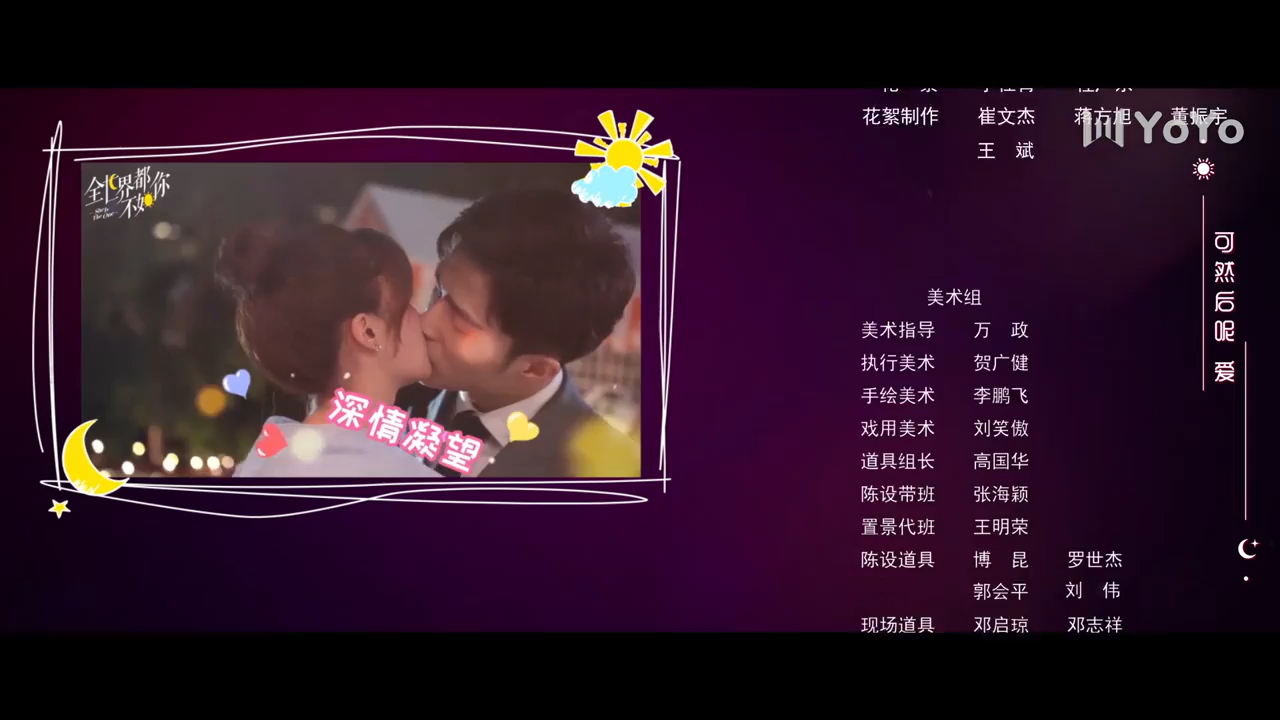 全世界都
不如你
She is
The One
深情凝望
花絮制作 崔文杰 蒋方旭 董振宇
王 斌
YoYo
美术组
美术指导 万 政
执行美术 贺广健
手绘美术 李鹏飞
戏用美术 刘笑傲
道具组长 高国华
陈设带班 张海颖
置景代班 王明荣
陈设道具 博 昆 罗世杰
郭会平 刘 伟
现场道具 邓启琼 邓志祥
可然后呢 爱